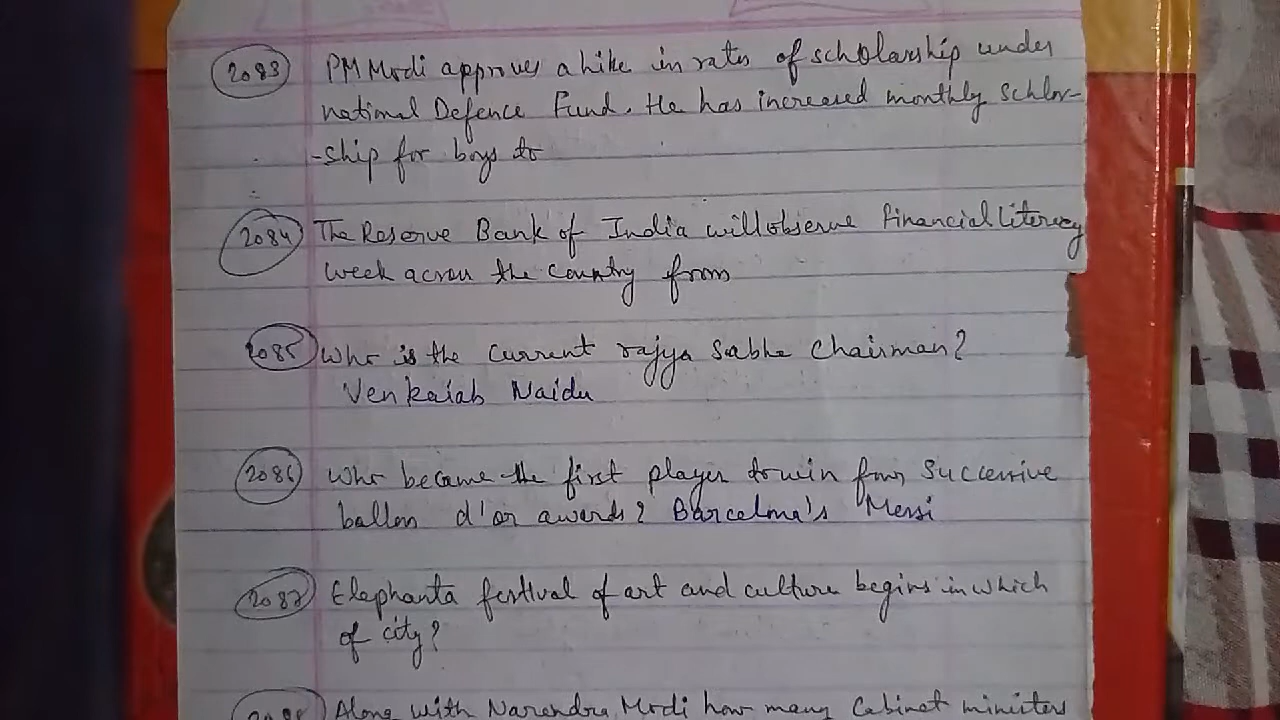 2083 PM Modi approves a hike in rates of scholarship under
national Defence Fund. He has increased monthly schlor-
-ship for boys to
2084 The Reserve Bank of India will observe Financial Literacy
week across the country from
2085 Who is the current rajya sabha chairman?
Venkaiah Naidu
2086 Who became the first player to win four successive
ballon d'or awards? Barcelona's Messi
2087 Elephanta festival of art and culture begins in which
of city?
Along with Narendra Modi how many Cabinet ministers